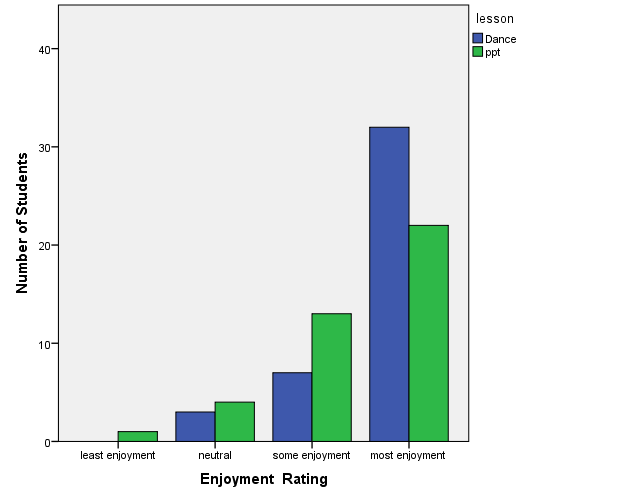 lesson
Dance
ppt
Number of Students
40
30
20
10
0
least enjoyment
neutral
some enjoyment
most enjoyment
Enjoyment Rating